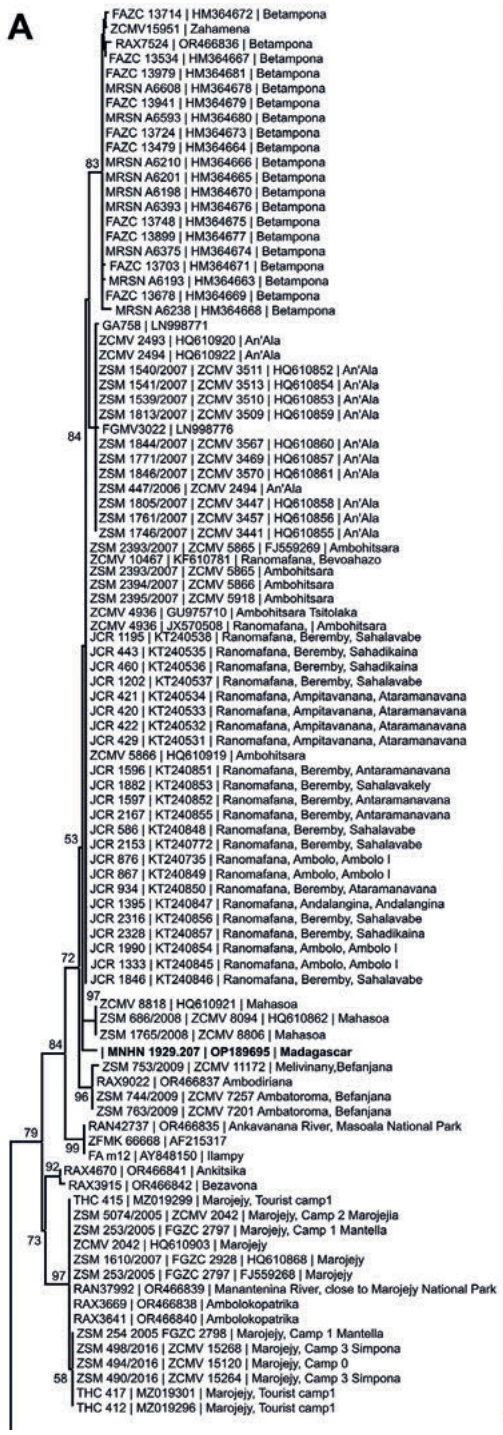 A
FAZC 13714 | HM364672 | Betampona
ZCMV15951 | Zahamena
RAX7524 | OR466836 | Betampona
FAZC 13534 | HM364667 | Betampona
FAZC 13979 | HM364681 | Betampona
MRSN A6608 | HM364678 | Betampona
FAZC 13941 | HM364679 | Betampona
MRSN A6593 | HM364680 | Betampona
FAZC 13724 | HM364673 | Betampona
FAZC 13479 | HM364664 | Betampona
83
MRSN A6210 | HM364666 | Betampona
MRSN A6201 | HM364665 | Betampona
MRSN A6198 | HM364670 | Betampona
MRSN A6393 | HM364676 | Betampona
FAZC 13748 | HM364675 | Betampona
FAZC 13899 | HM364677 | Betampona
MRSN A6375 | HM364674 | Betampona
FAZC 13703 | HM364671 | Betampona
MRSN A6193 | HM364663 | Betampona
FAZC 13678 | HM364669 | Betampona
MRSN A6238 | HM364668 | Betampona
GA758 | LN998771
ZCMV 2493 | HQ610920 | An'Ala
ZCMV 2494 | HQ610922 | An'Ala
ZSM 1540/2007 | ZCMV 3511 | HQ610852 | An'Ala
ZSM 1541/2007 | ZCMV 3513 | HQ610854 | An'Ala
ZSM 1539/2007 | ZCMV 3510 | HQ610853 | An'Ala
ZSM 1813/2007 | ZCMV 3509 | HQ610859 | An'Ala
84
FGMV3022 | LN998776
ZSM 1844/2007 | ZCMV 3567 | HQ610860 | An'Ala
ZSM 1771/2007 | ZCMV 3469 | HQ610857 | An'Ala
ZSM 1846/2007 | ZCMV 3570 | HQ610861 | An'Ala
ZSM 447/2006 | ZCMV 2494 | An'Ala
ZSM 1805/2007 | ZCMV 3447 | HQ610858 | An'Ala
ZSM 1761/2007 | ZCMV 3457 | HQ610856 | An'Ala
ZSM 1746/2007 | ZCMV 3441 | HQ610855 | An'Ala
ZSM 2393/2007 | ZCMV 5865 | FJ559269 | Ambohitsara
ZCMV 10467 | KF610781 | Ranomafana, Bevoahazo
ZSM 2393/2007 | ZCMV 5865 | Ambohitsara
ZSM 2394/2007 | ZCMV 5866 | Ambohitsara
ZSM 2395/2007 | ZCMV 5918 | Ambohitsara
ZCMV 4936 | GU975710 | Ambohitsara Tsitolaka
ZCMV 4936 | JX570508 | Ranomafana, | Ambohitsara
JCR 1195 | KT240538 | Ranomafana, Beremby, Sahalavabe
JCR 443 | KT240535 | Ranomafana, Beremby, Sahadikaina
JCR 460 | KT240536 | Ranomafana, Beremby, Sahadikaina
JCR 1202 | KT240537 | Ranomafana, Beremby, Sahalavabe
JCR 421 | KT240534 | Ranomafana, Ampitavanana, Ataramanavana
JCR 420 | KT240533 | Ranomafana, Ampitavanana, Ataramanavana
JCR 422 | KT240532 | Ranomafana, Ampitavanana, Ataramanavana
JCR 429 | KT240531 | Ranomafana, Ampitavanana, Ataramanavana
ZCMV 5866 | HQ610919 | Ambohitsara
JCR 1596 | KT240851 | Ranomafana, Beremby, Antaramanavana
JCR 1882 | KT240853 | Ranomafana, Beremby, Sahalavakely
JCR 1597 | KT240852 | Ranomafana, Beremby, Antaramanavana
JCR 2167 | KT240855 | Ranomafana, Beremby, Antaramanavana
JCR 586 | KT240848 | Ranomafana, Beremby, Sahalavabe
53
JCR 2153 | KT240772 | Ranomafana, Beremby, Sahalavabe
JCR 876 | KT240735 | Ranomafana, Ambolo, Ambolo I
JCR 867 | KT240849 | Ranomafana, Ambolo, Ambolo I
JCR 934 | KT240850 | Ranomafana, Beremby, Ataramanavana
JCR 1395 | KT240847 | Ranomafana, Andalangina, Andalangina
JCR 2316 | KT240856 | Ranomafana, Beremby, Sahalavabe
JCR 2328 | KT240857 | Ranomafana, Beremby, Sahadikaina
JCR 1990 | KT240854 | Ranomafana, Ambolo, Ambolo I
72
JCR 1333 | KT240845 | Ranomafana, Ambolo, Ambolo I
JCR 1846 | KT240846 | Ranomafana, Beremby, Sahalavabe
97
ZCMV 8818 | HQ610921 | Mahasoa
ZSM 686/2008 | ZCMV 8094 | HQ610862 | Mahasoa
ZSM 1765/2008 | ZCMV 8806 | Mahasoa
84
| MNHN 1929.207 | OP189695 | Madagascar
ZSM 753/2009 | ZCMV 11172 | Melivinany,Befanjana
RAX9022 | OR466837 Ambodiriana
96
ZSM 744/2009 | ZCMV 7257 Ambatoroma, Befanjana
ZSM 763/2009 | ZCMV 7201 Ambatoroma, Befanjana
RAN42737 | OR466835 | Ankavanana River, Masoala National Park
79
ZFMK 66668 | AF215317
99
FA m12 | AY848150 | Ilampy
92
RAX4670 | OR466841 | Ankitsika
RAX3915 | OR466842 | Bezavona
THC 415 | MZ019299 | Marojejy, Tourist camp1
ZSM 5074/2005 | ZCMV 2042 | Marojejy, Camp 2 Marojejia
73
ZSM 253/2005 | FGZC 2797 | Marojejy, Camp 1 Mantella
ZCMV 2042 | HQ610903 | Marojejy
ZSM 1610/2007 | FGZC 2928 | HQ610868 | Marojejy
97
ZSM 253/2005 | FGZC 2797 | FJ559268 | Marojejy
RAN37992 | OR466839 | Manantenina River, close to Marojejy National Park
RAX3669 | OR466838 | Ambolokopatrika
RAX3641 | OR466840 | Ambolokopatrika
ZSM 254 2005 FGZC 2798 | Marojejy, Camp 1 Mantella
ZSM 498/2016 | ZCMV 15268 | Marojejy, Camp 3 Simpona
ZSM 494/2016 | ZCMV 15120 | Marojejy, Camp 0
58
ZSM 490/2016 | ZCMV 15264 | Marojejy, Camp 3 Simpona
THC 417 | MZ019301 | Marojejy, Tourist camp1
THC 412 | MZ019296 | Marojejy, Tourist camp1